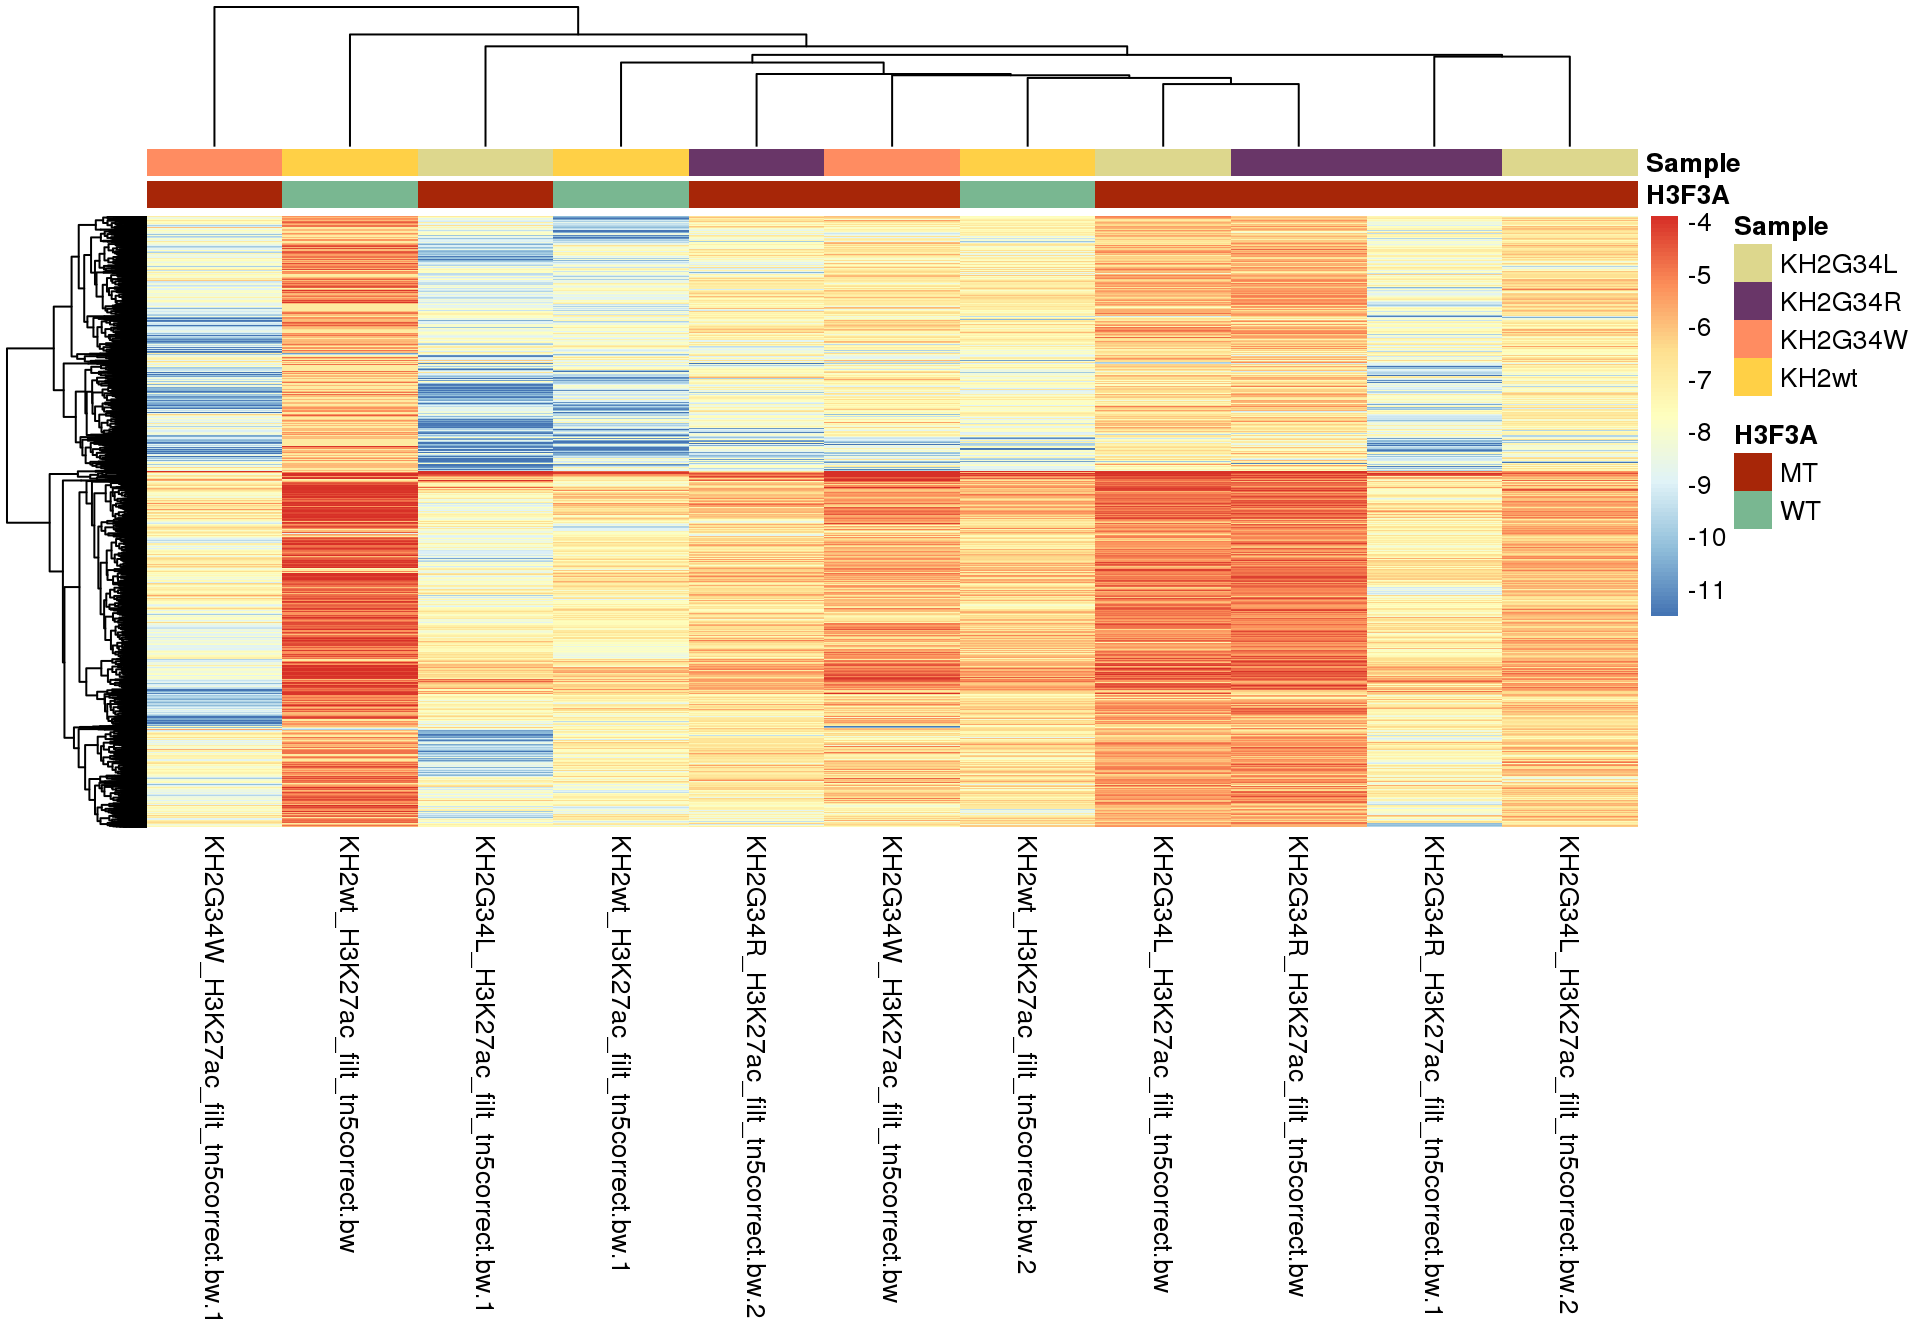 Sample
H3F3A
-4
-5
-6
-7
-8
-9
-10
-11
Sample
KH2G34L
KH2G34R
KH2G34W
KH2wt
H3F3A
MT
WT
KH2G34W_H3K27ac_filt_tn5correct.bw.1
KH2wt_H3K27ac_filt_tn5correct.bw
KH2G34L_H3K27ac_filt_tn5correct.bw.1
KH2wt_H3K27ac_filt_tn5correct.bw.1
KH2G34R_H3K27ac_filt_tn5correct.bw.2
KH2G34W_H3K27ac_filt_tn5correct.bw
KH2wt_H3K27ac_filt_tn5correct.bw.2
KH2G34L_H3K27ac_filt_tn5correct.bw
KH2G34R_H3K27ac_filt_tn5correct.bw
KH2G34R_H3K27ac_filt_tn5correct.bw.1
KH2G34L_H3K27ac_filt_tn5correct.bw.2